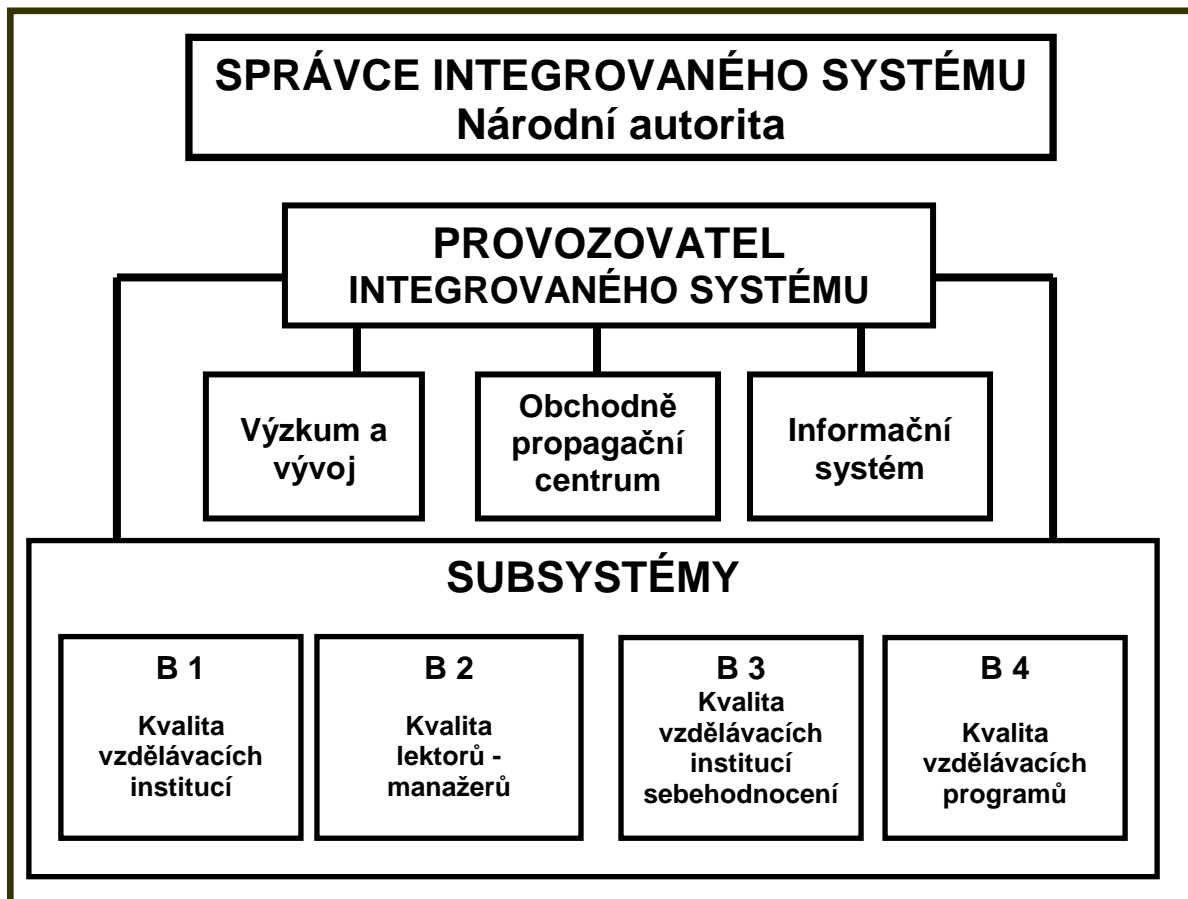 SPRÁVCE INTEGROVANÉHO SYSTÉMU
Národní autorita
PROVOZOVATEL
INTEGROVANÉHO SYSTÉMU
Výzkum a
vývoj
Obchodně
propagační
centrum
Informační
systém
SUBSYSTÉMY
B 1
Kvalita
vzdělávacích
institucí
B 2
Kvalita
lektorů -
manažerů
B 3
Kvalita
vzdělávacích
institucí
sebehodnocení
B 4
Kvalita
vzdělávacích
programů